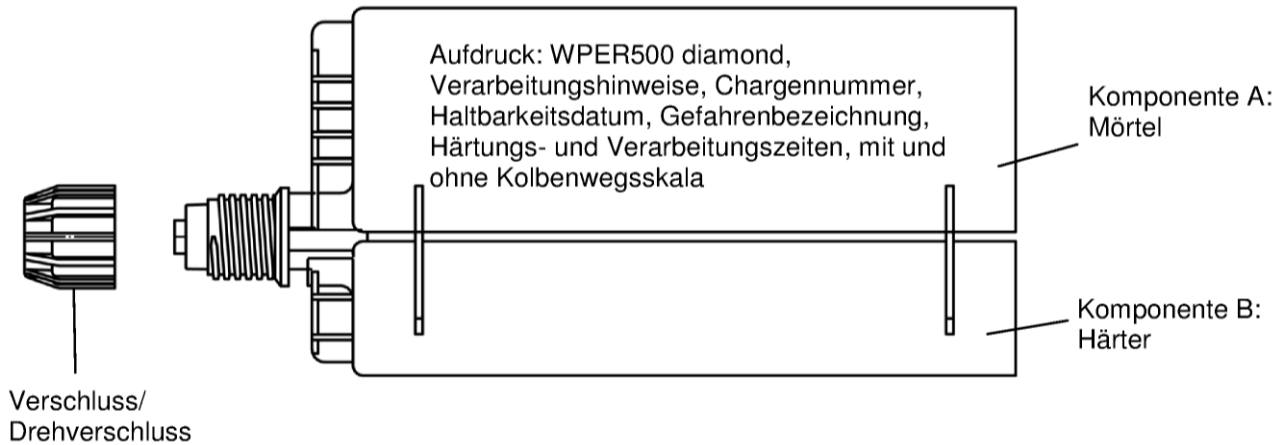 Aufdruck: WPER500 diamond,
Verarbeitungshinweise, Chargennummer,
Haltbarkeitsdatum, Gefahrenbezeichnung,
Härtungs- und Verarbeitungszeiten, mit und
ohne Kolbenwegsskala
Komponente A:
Mörtel
Komponente B:
Härter
Verschluss/
Drehverschluss